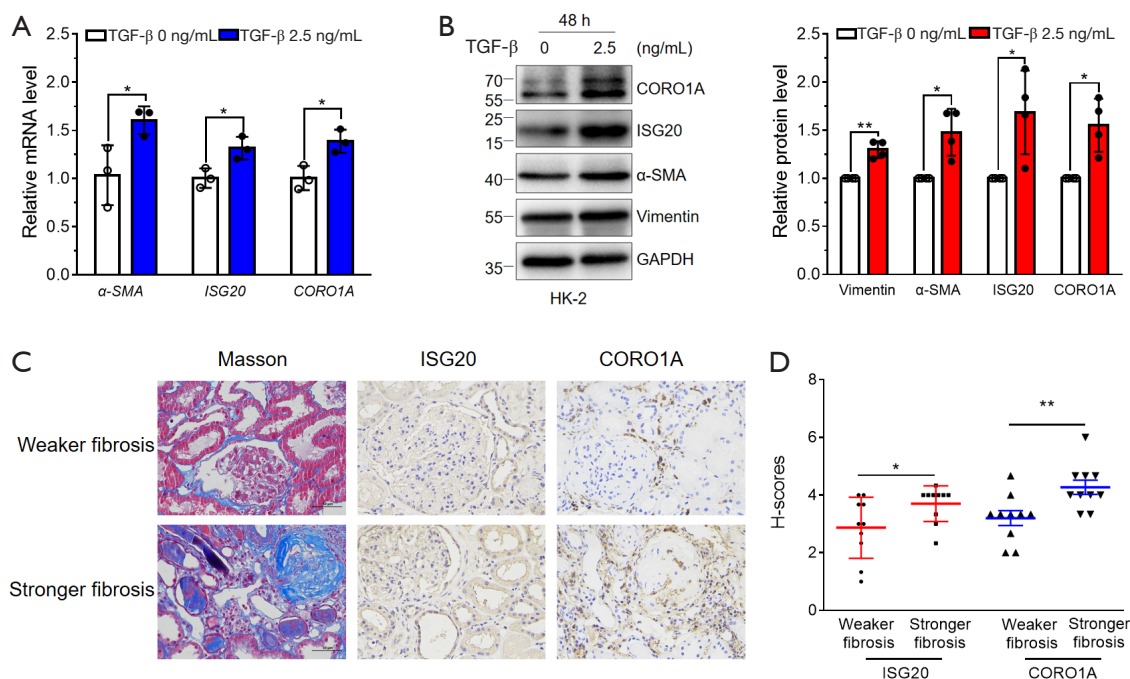 A
TGF-β 0 ng/mL TGF-β 2.5 ng/mL
Relative mRNA level
2.5
2.0
1.5
1.0
0.5
0.0
* * *
α-SMA ISG20 CORO1A
B
48 h
TGF-β 0 2.5 (ng/mL)
70 55 CORO1A
25 15 ISG20
40 α-SMA
55 Vimentin
35 GAPDH
HK-2
TGF-β 0 ng/mL TGF-β 2.5 ng/mL
Relative protein level
2.5
2.0
1.5
1.0
0.5
0.0
** * * *
Vimentin α-SMA ISG20 CORO1A
C
Masson ISG20 CORO1A
Weaker fibrosis
Stronger fibrosis
D
H-scores
8
6
4
2
0
* **
Weaker fibrosis Stronger fibrosis Weaker fibrosis Stronger fibrosis
ISG20 CORO1A